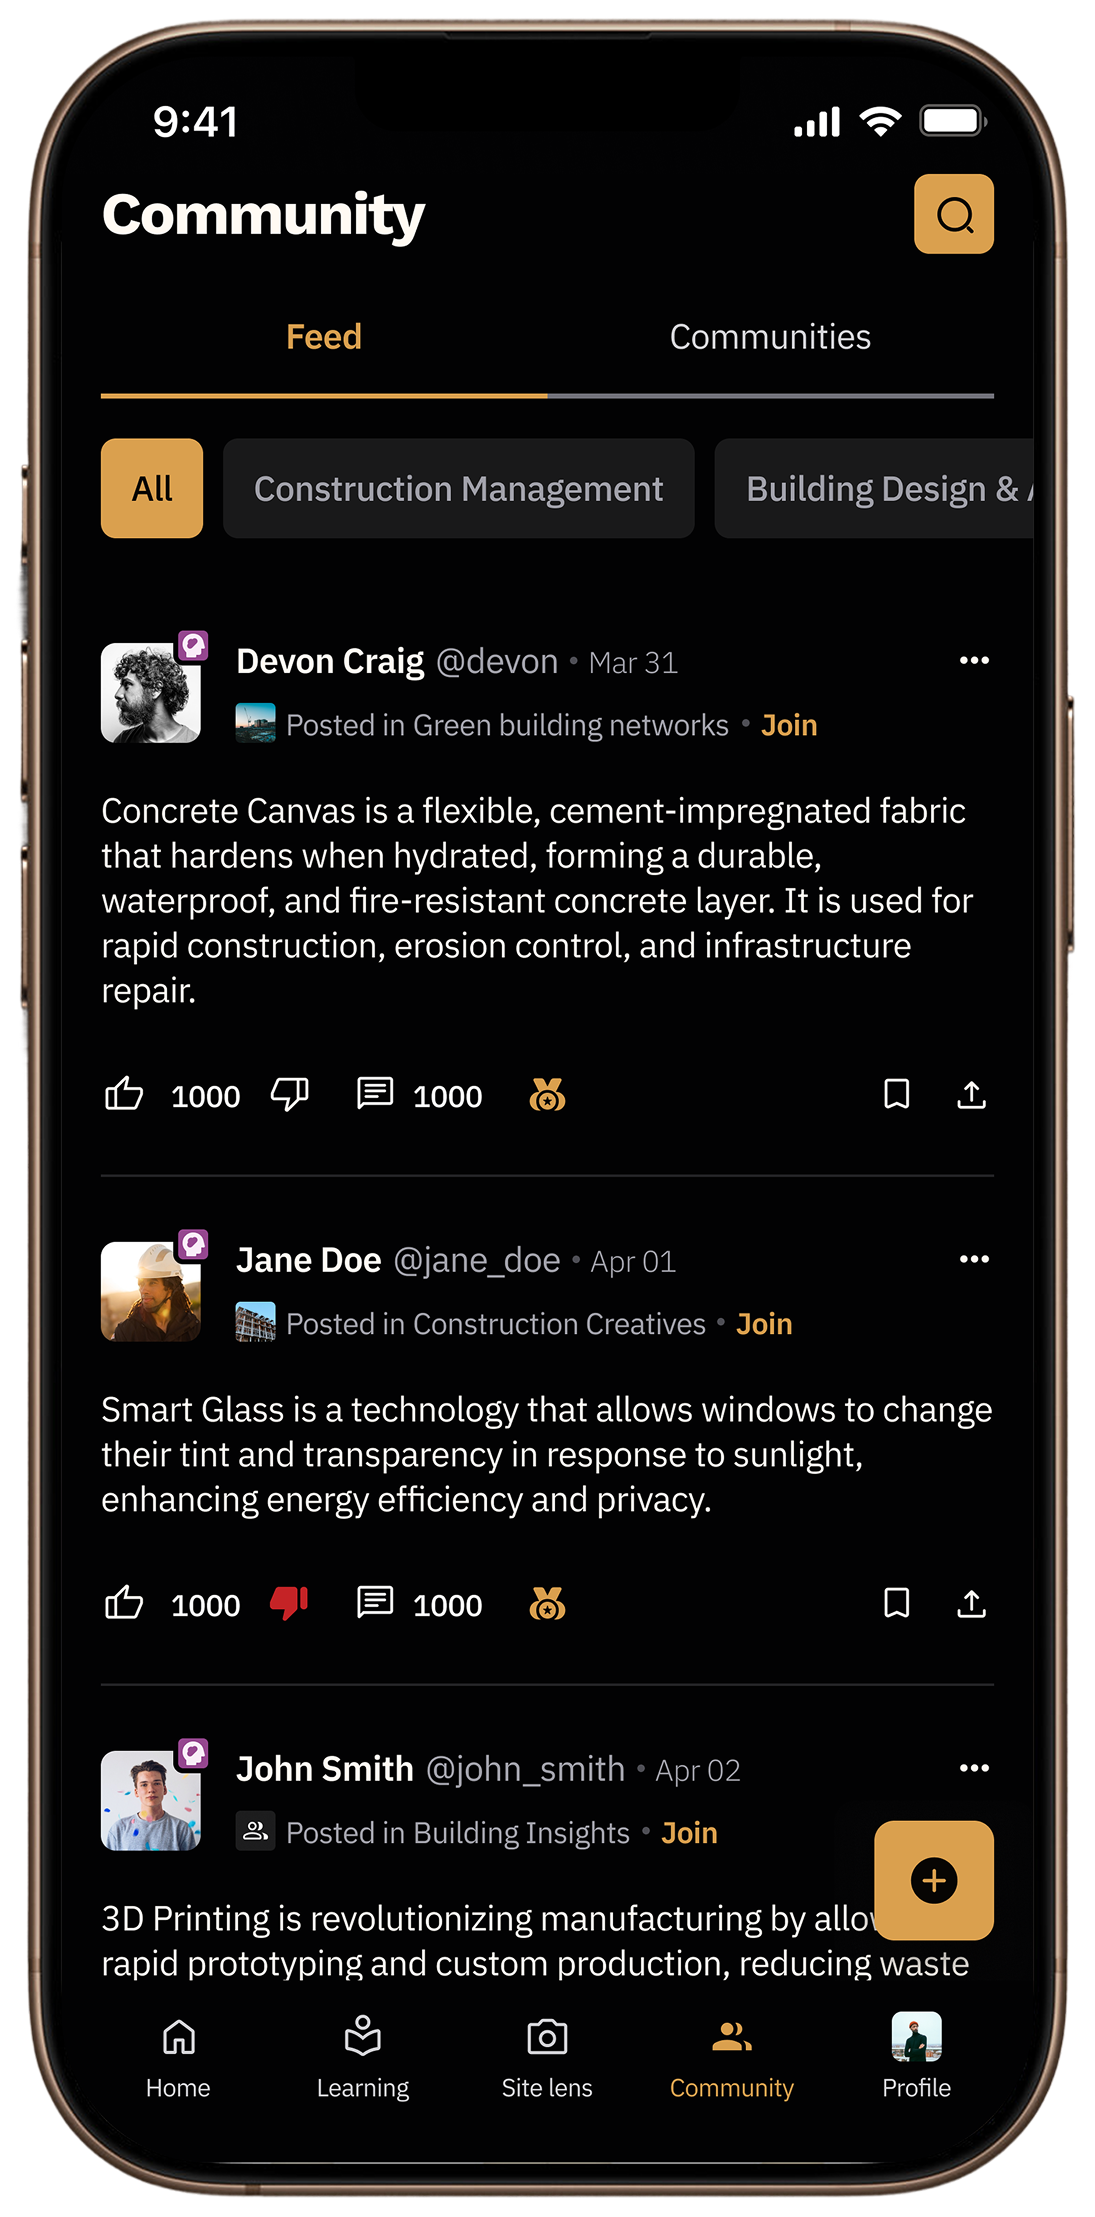 9:41
Community
Feed
Communities
All
Construction Management
Building Design &
Devon Craig @devon • Mar 31
Posted in Green building networks • Join
Concrete Canvas is a flexible, cement-impregnated fabric
that hardens when hydrated, forming a durable,
waterproof, and fire-resistant concrete layer. It is used for
rapid construction, erosion control, and infrastructure
repair.
1000
1000
Jane Doe @jane_doe • Apr 01
Posted in Construction Creatives • Join
Smart Glass is a technology that allows windows to change
their tint and transparency in response to sunlight,
enhancing energy efficiency and privacy.
1000
1000
John Smith @john_smith • Apr 02
Posted in Building Insights • Join
3D Printing is revolutionizing manufacturing by
rapid prototyping and custom production, reducing waste
Home
Learning
Site lens
Community
Profile